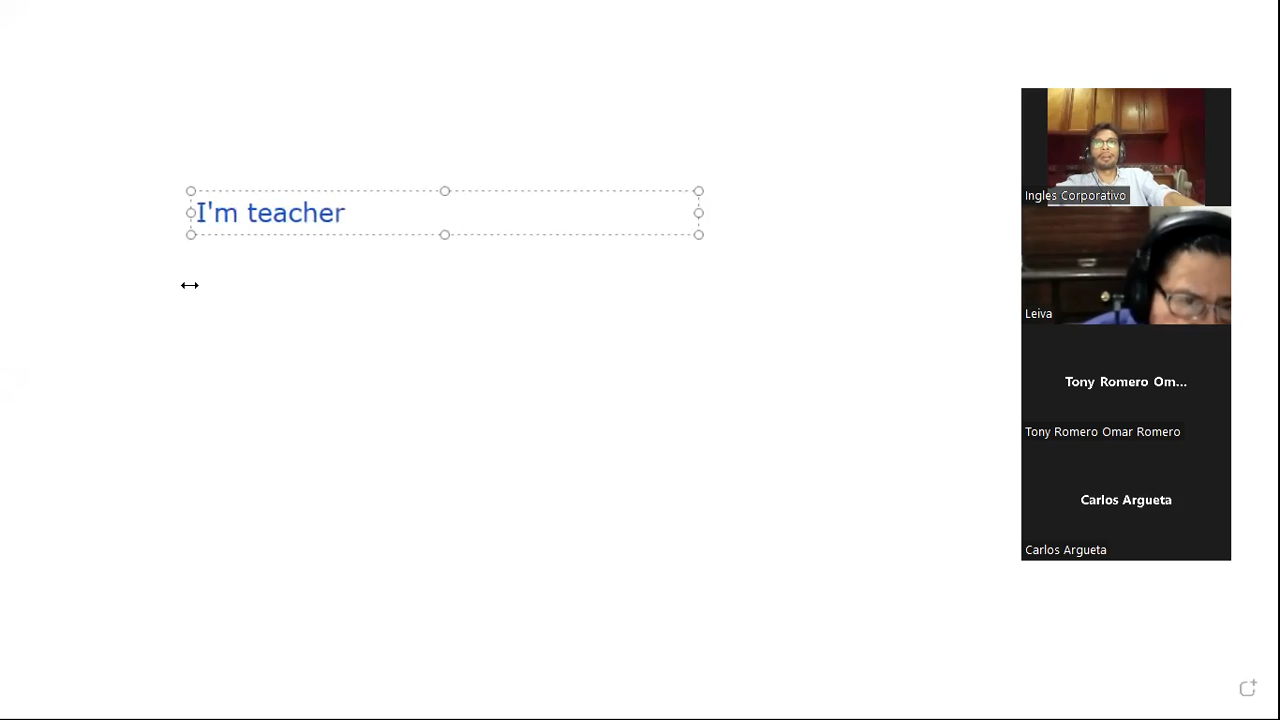 I'm teacher
Ingles Corporativo
Leiva
Tony Romero Om...
Tony Romero Omar Romero
Carlos Argueta
Carlos Argueta